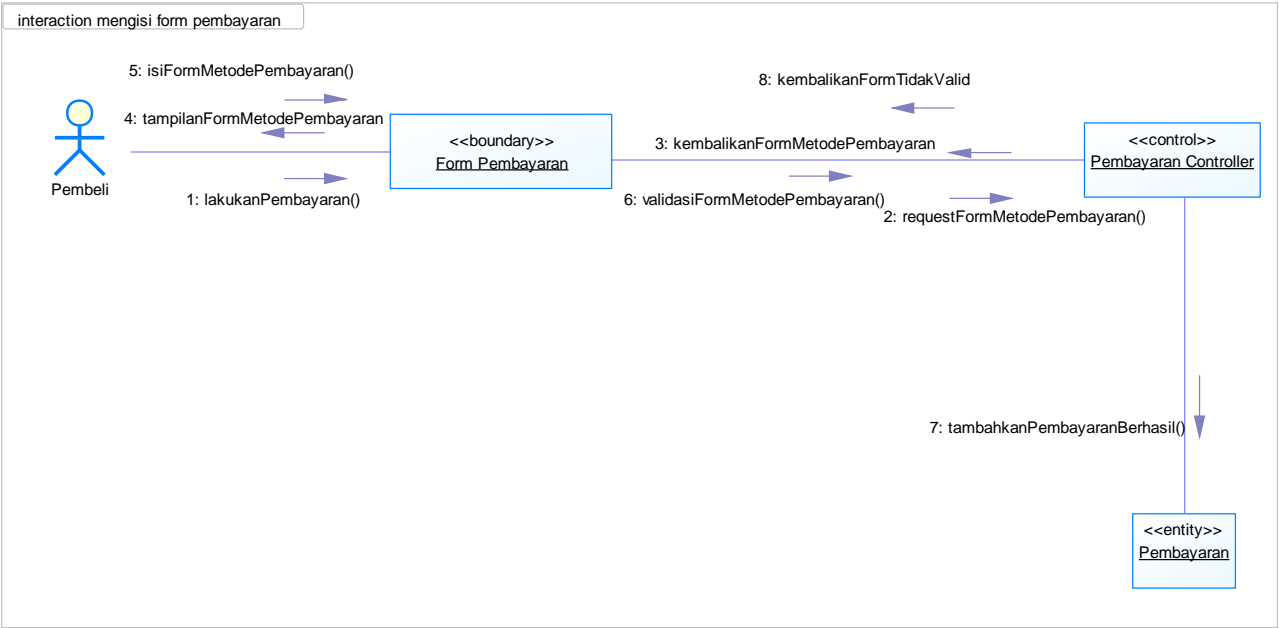 interaction mengisi form pembayaran
5: isiFormMetodePembayaran()
8: kembalikanFormTidakValid
4: tampilanFormMetodePembayaran
<<boundary>>
Form Pembayaran
3: kembalikanFormMetodePembayaran
<<control>>
Pembayaran Controller
Pembeli
1: lakukanPembayaran()
6: validasiFormMetodePembayaran()
2: requestFormMetodePembayaran()
7: tambahkanPembayaranBerhasil()
<<entity>>
Pembayaran